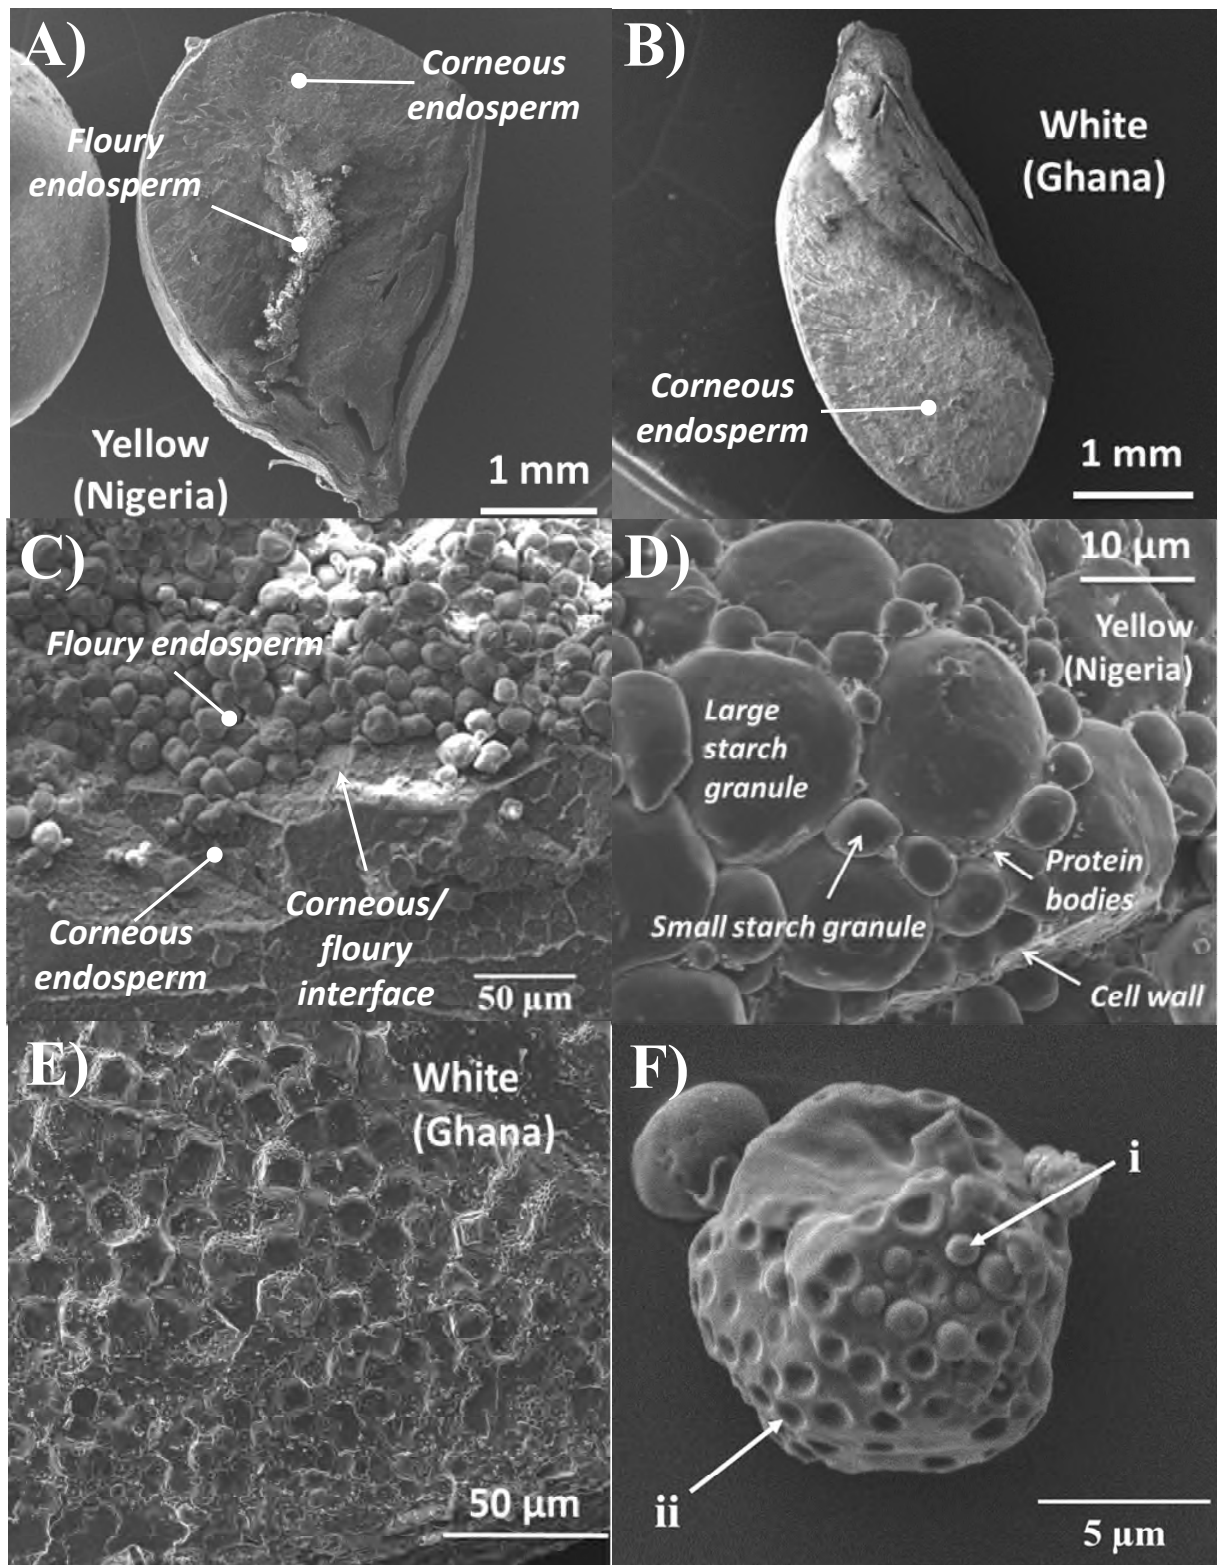 A)
Corneous
endosperm
Floury
endosperm
Yellow
(Nigeria)
1 mm
B)
White
(Ghana)
Corneous
endosperm
1 mm
C)
Floury endosperm
Corneous
endosperm
Corneous/
floury
interface
50 µm
D)
10 µm
Yellow
(Nigeria)
Large
starch
granule
Protein
bodies
Small starch granule
Cell wall
E)
White
(Ghana)
50 µm
F)
i
ii
5 µm